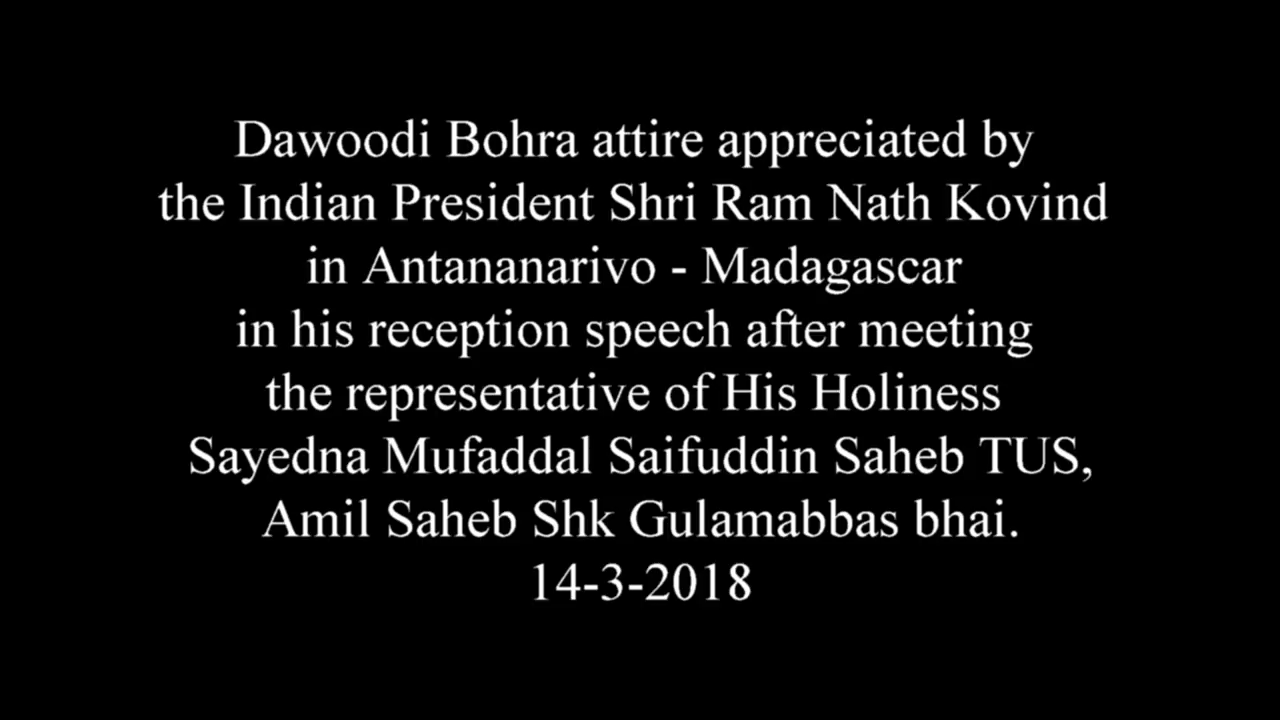 Dawoodi Bohra attire appreciated by
the Indian President Shri Ram Nath Kovind
in Antananarivo - Madagascar
in his reception speech after meeting
the representative of His Holiness
Sayedna Mufaddal Saifuddin Saheb TUS,
Amil Saheb Shk Gulamabbas bhai.
14-3-2018